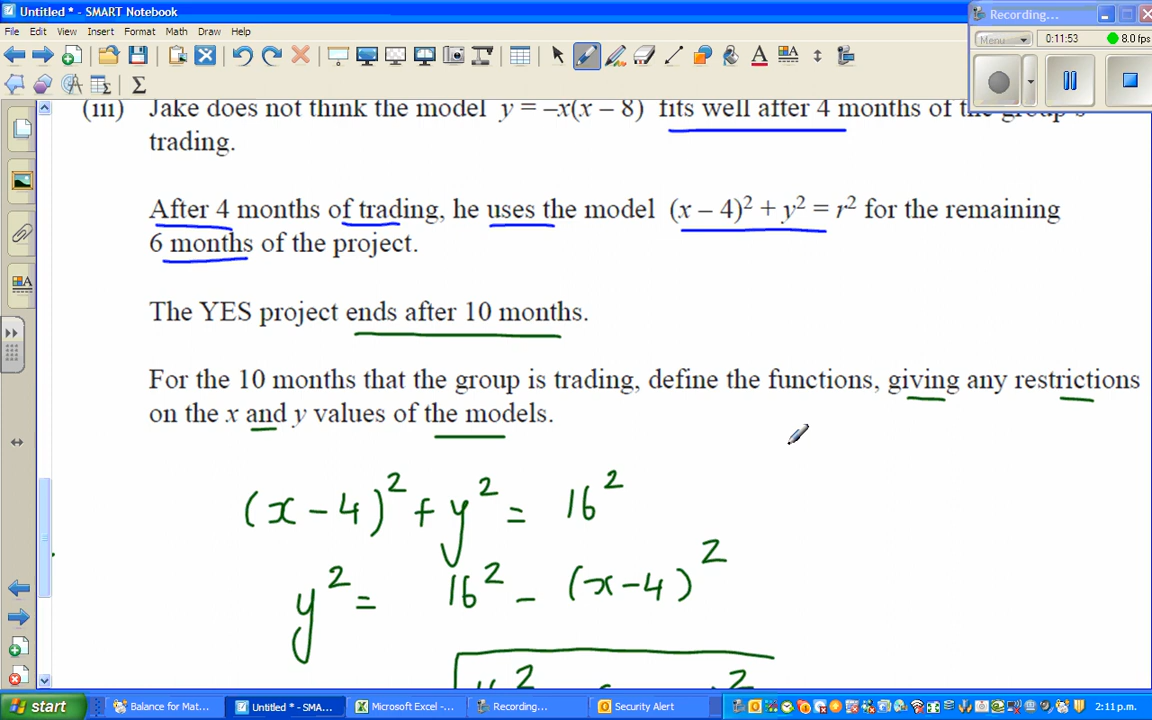 Untitled * - SMART Notebook
Recording...
File Edit View Insert Format Math Draw Help
Menu 0:11:53 8.0 fps
(iii) Jake does not think the model y = –x(x – 8) fits well after 4 months of the group's
trading.
After 4 months of trading, he uses the model (x – 4)² + y² = r² for the remaining
6 months of the project.
The YES project ends after 10 months.
For the 10 months that the group is trading, define the functions, giving any restrictions
on the x and y values of the models.
(x – 4)² + y² = 16²
y² = 16² – (x – 4)²
start Balance for Mat... Untitled * - SMA... Microsoft Excel -... Recording... Security Alert 2:11 p.m.